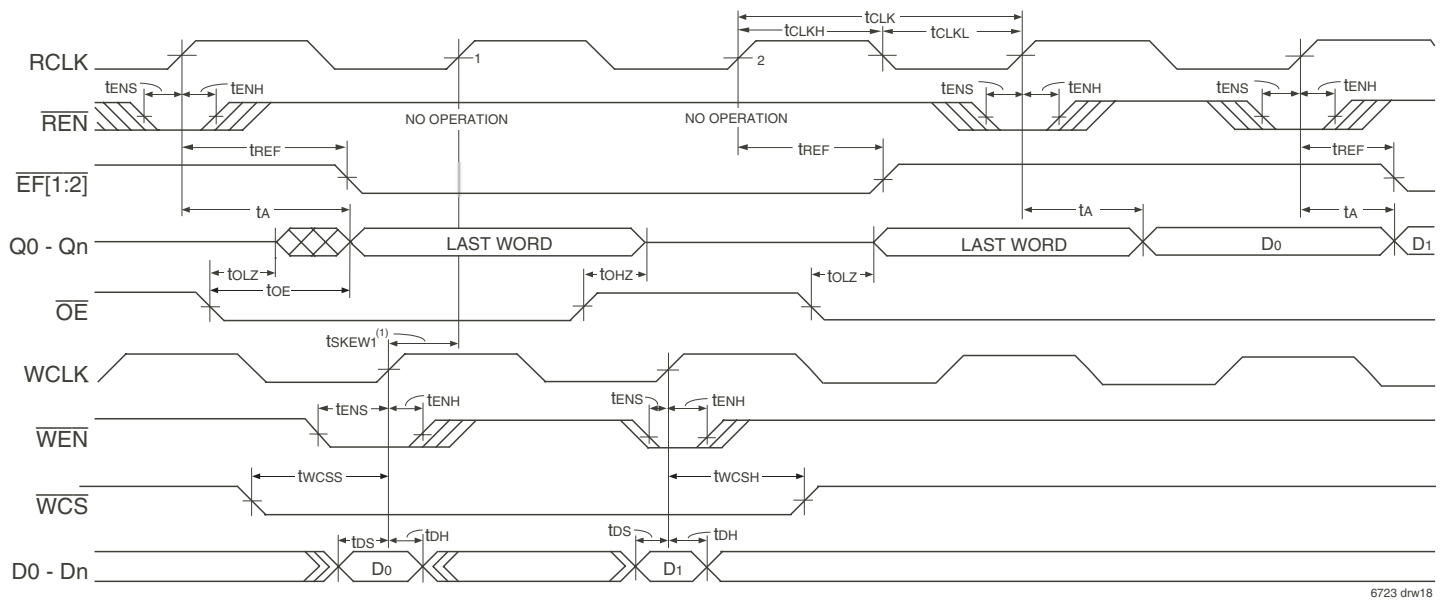 tCLK
tCLKH tCLKL
RCLK 1 2
tENS tENH tENS tENH tENS tENH
REN NO OPERATION NO OPERATION
tREF tREF tREF
EF[1:2]
tA tA tA
Q0 - Qn LAST WORD LAST WORD D0 D1
tOLZ tOHZ tOLZ
tOE
OE
tSKEW1(1)
WCLK
tENS tENH tENS tENH
WEN
tWCSS tWCSH
WCS
tDS tDH tDS tDH
D0 - Dn D0 D1
6723 drw18